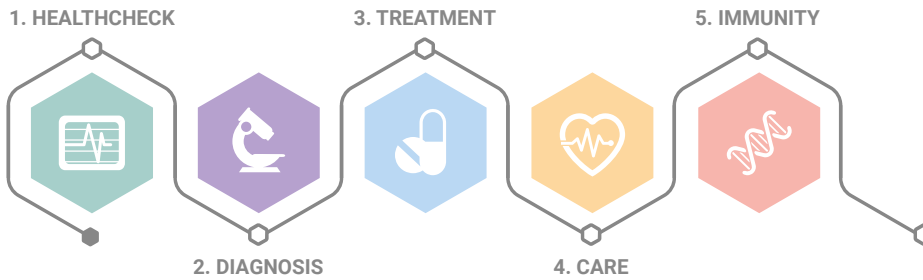 1. HEALTHCHECK
2. DIAGNOSIS
3. TREATMENT
4. CARE
5. IMMUNITY